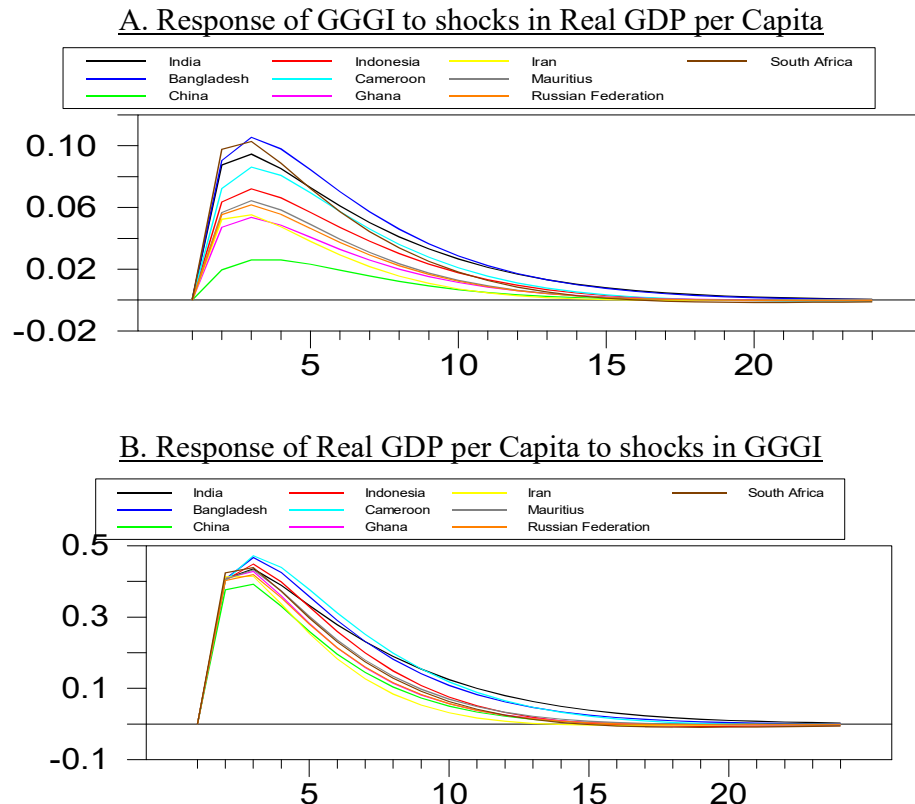 A. Response of GGGI to shocks in Real GDP per Capita
India Indonesia Iran South Africa
Bangladesh Cameroon Mauritius
China Ghana Russian Federation
0.10
0.06
0.02
-0.02
5 10 15 20
B. Response of Real GDP per Capita to shocks in GGGI
India Indonesia Iran South Africa
Bangladesh Cameroon Mauritius
China Ghana Russian Federation
0.5
0.3
0.1
-0.1
5 10 15 20